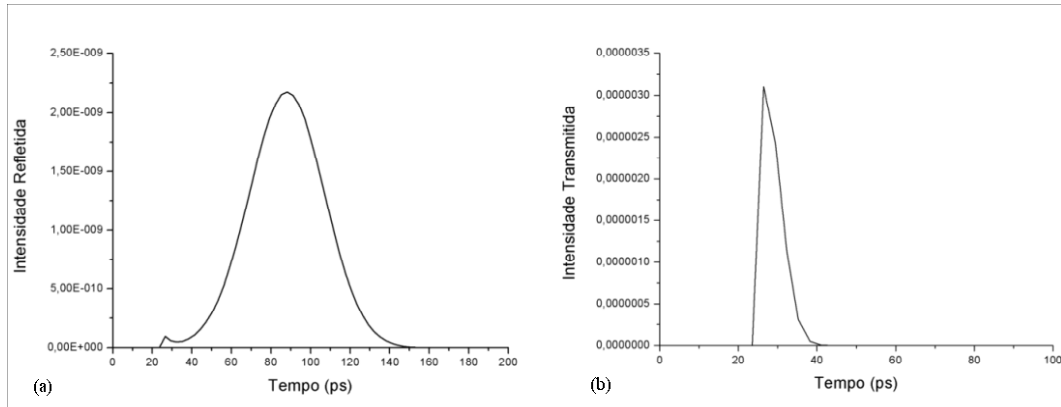 2,50E-009
2,00E-009
1,50E-009
1,00E-009
5,00E-010
0,00E+000
Intensidade Refletida
0 20 40 60 80 100 120 140 160 180 200
Tempo (ps)
(a)
0,0000035
0,0000030
0,0000025
0,0000020
0,0000015
0,0000010
0,0000005
0,0000000
Intensidade Transmitida
0 20 40 60 80 100
Tempo (ps)
(b)